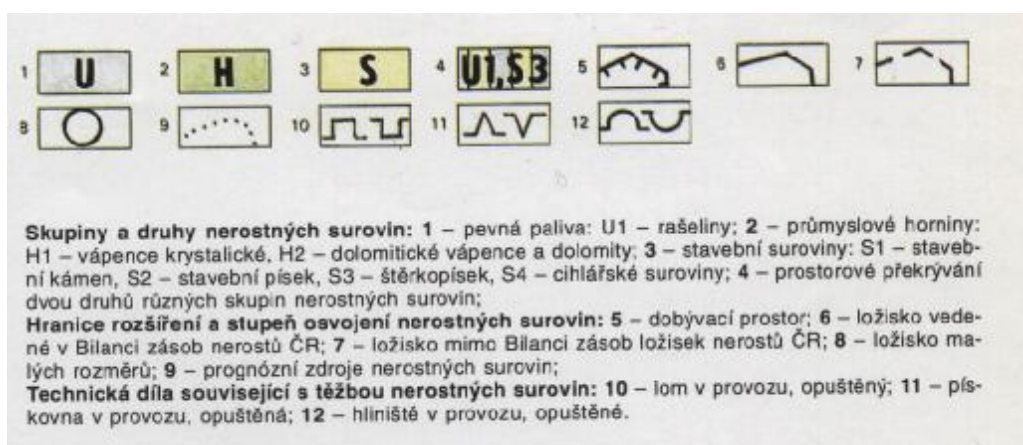 1 U 2 H 3 S 4 U1,S3 5 6 7
8 9 10 11 12
Skupiny a druhy nerostných surovin: 1 – pevná paliva: U1 – rašeliny; 2 – průmyslové horniny:
H1 – vápence krystalické, H2 – dolomitické vápence a dolomity; 3 – stavební suroviny: S1 – staveb-
ní kámen, S2 – stavební písek, S3 – štěrkopísek, S4 – cihlářské suroviny; 4 – prostorové překrývání
dvou druhů různých skupin nerostných surovin;
Hranice rozšíření a stupeň osvojení nerostných surovin: 5 – dobývací prostor; 6 – ložisko vede-
né v Bilanci zásob nerostů ČR; 7 – ložisko mimo Bilanci zásob ložisek nerostů ČR; 8 – ložisko ma-
lých rozměrů; 9 – prognózní zdroje nerostných surovin;
Technická díla související s těžbou nerostných surovin: 10 – lom v provozu, opuštěný; 11 – pís-
kovna v provozu, opuštěná; 12 – hliniště v provozu, opuštěné.